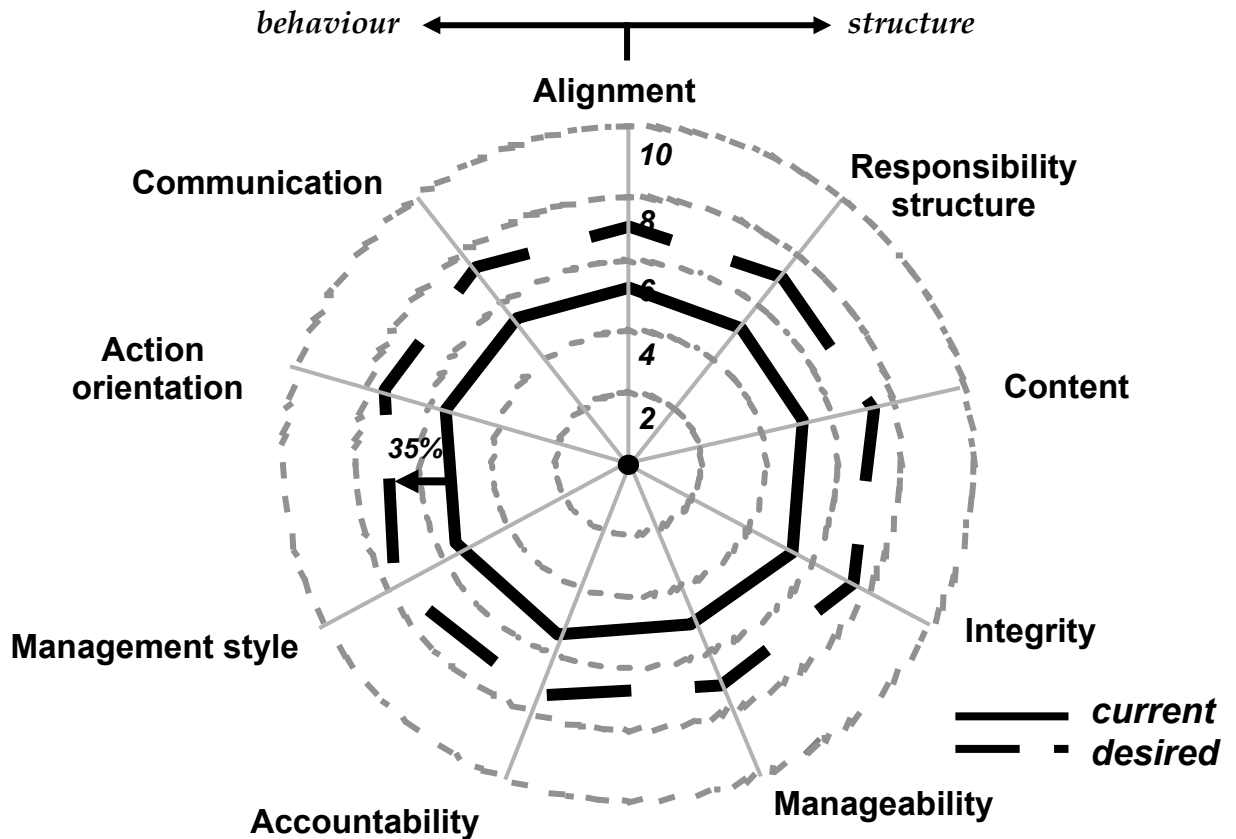 behaviour
structure
Alignment
Communication
10
Responsibility
structure
8
6
Action
orientation
4
Content
2
35%
Management style
Integrity
current
desired
Accountability
Manageability